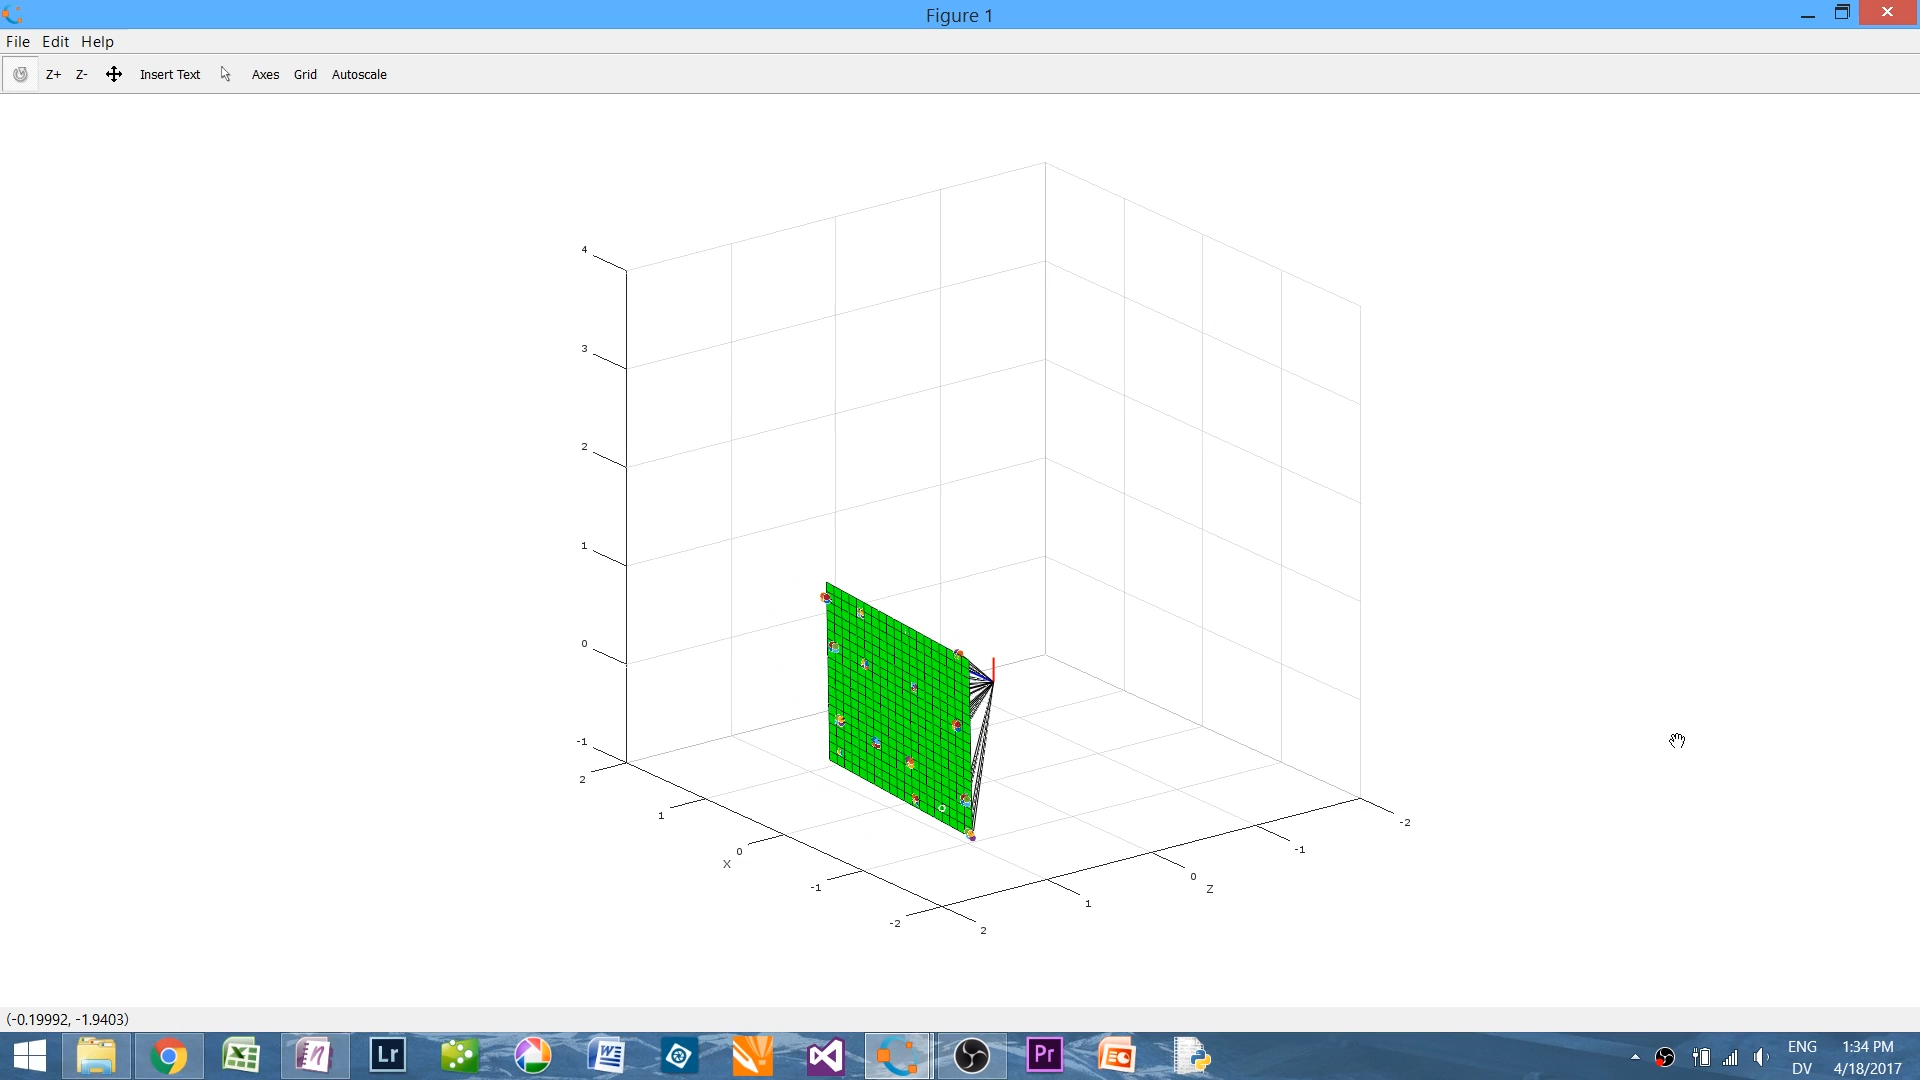 Figure 1
File Edit Help
Z+ Z- Insert Text Axes Grid Autoscale
4
3
2
1
0
-1
2
1
0
X
-1
-2
2
1
0
Z
-1
-2
(-0.19992, -1.9403)
Lr
Pr
ENG 1:34 PM
DV 4/18/2017